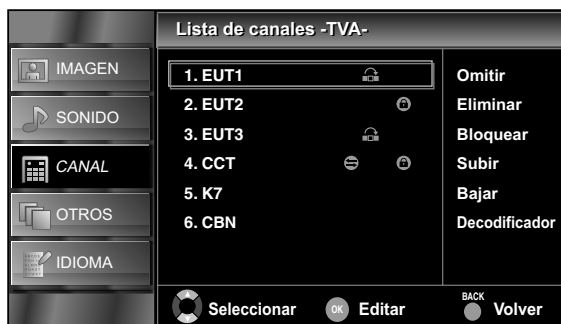 Lista de canales -TVA-
IMAGEN
SONIDO
CANAL
OTROS
IDIOMA
1. EUT1
2. EUT2
3. EUT3
4. CCT
5. K7
6. CBN
Omitir
Eliminar
Bloquear
Subir
Bajar
Decodificador
Seleccionar
OK Editar
BACK Volver